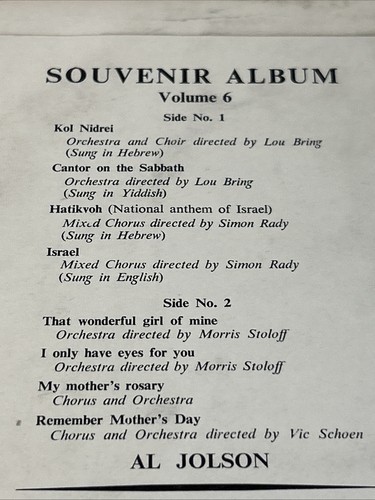 SOUVENIR ALBUM
Volume 6
Side No. 1
Kol Nidrei
Orchestra and Choir directed by Lou Bring
(Sung in Hebrew)
Cantor on the Sabbath
Orchestra directed by Lou Bring
(Sung in Yiddish)
Hatikvoh (National anthem of Israel)
Mixed Chorus directed by Simon Rady
(Sung in Hebrew)
Israel
Mixed Chorus directed by Simon Rady
(Sung in English)
Side No. 2
That wonderful girl of mine
Orchestra directed by Morris Stoloff
I only have eyes for you
Orchestra directed by Morris Stoloff
My mother's rosary
Chorus and Orchestra
Remember Mother's Day
Chorus and Orchestra directed by Vic Schoen
AL JOLSON